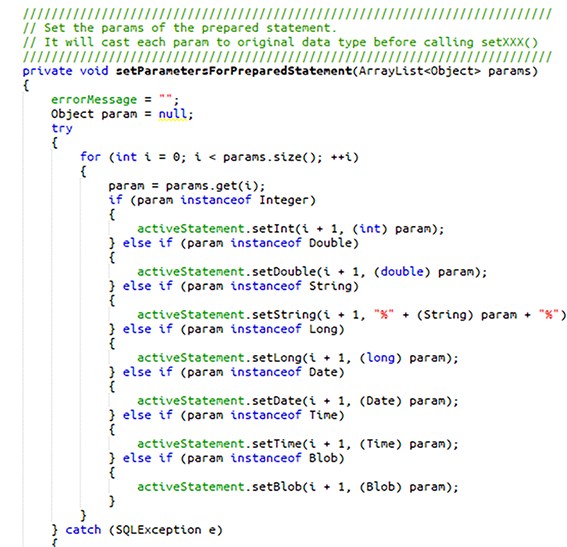 //////////////////////////////////////////////////////////////////////////
// Set the params of the prepared statement.
// It will cast each param to original data type before calling setXXX()
//////////////////////////////////////////////////////////////////////////
private void setParametersForPreparedStatement(ArrayList<Object> params)
{
    errorMessage = "";
    Object param = null;
    try
    {
        for (int i = 0; i < params.size(); ++i)
        {
            param = params.get(i);
            if (param instanceof Integer)
            {
                activeStatement.setInt(i + 1, (int) param);
            } else if (param instanceof Double)
            {
                activeStatement.setDouble(i + 1, (double) param);
            } else if (param instanceof String)
            {
                activeStatement.setString(i + 1, "%" + (String) param + "%")
            } else if (param instanceof Long)
            {
                activeStatement.setLong(i + 1, (long) param);
            } else if (param instanceof Date)
            {
                activeStatement.setDate(i + 1, (Date) param);
            } else if (param instanceof Time)
            {
                activeStatement.setTime(i + 1, (Time) param);
            } else if (param instanceof Blob)
            {
                activeStatement.setBlob(i + 1, (Blob) param);
            }
        }
    } catch (SQLException e)
    {